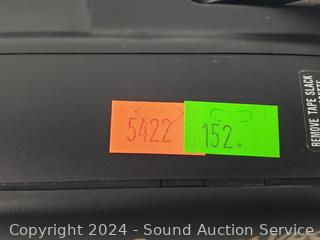 5422
152.
REMOVE TAPE SLACK
Copyright 2024 - Sound Auction Service